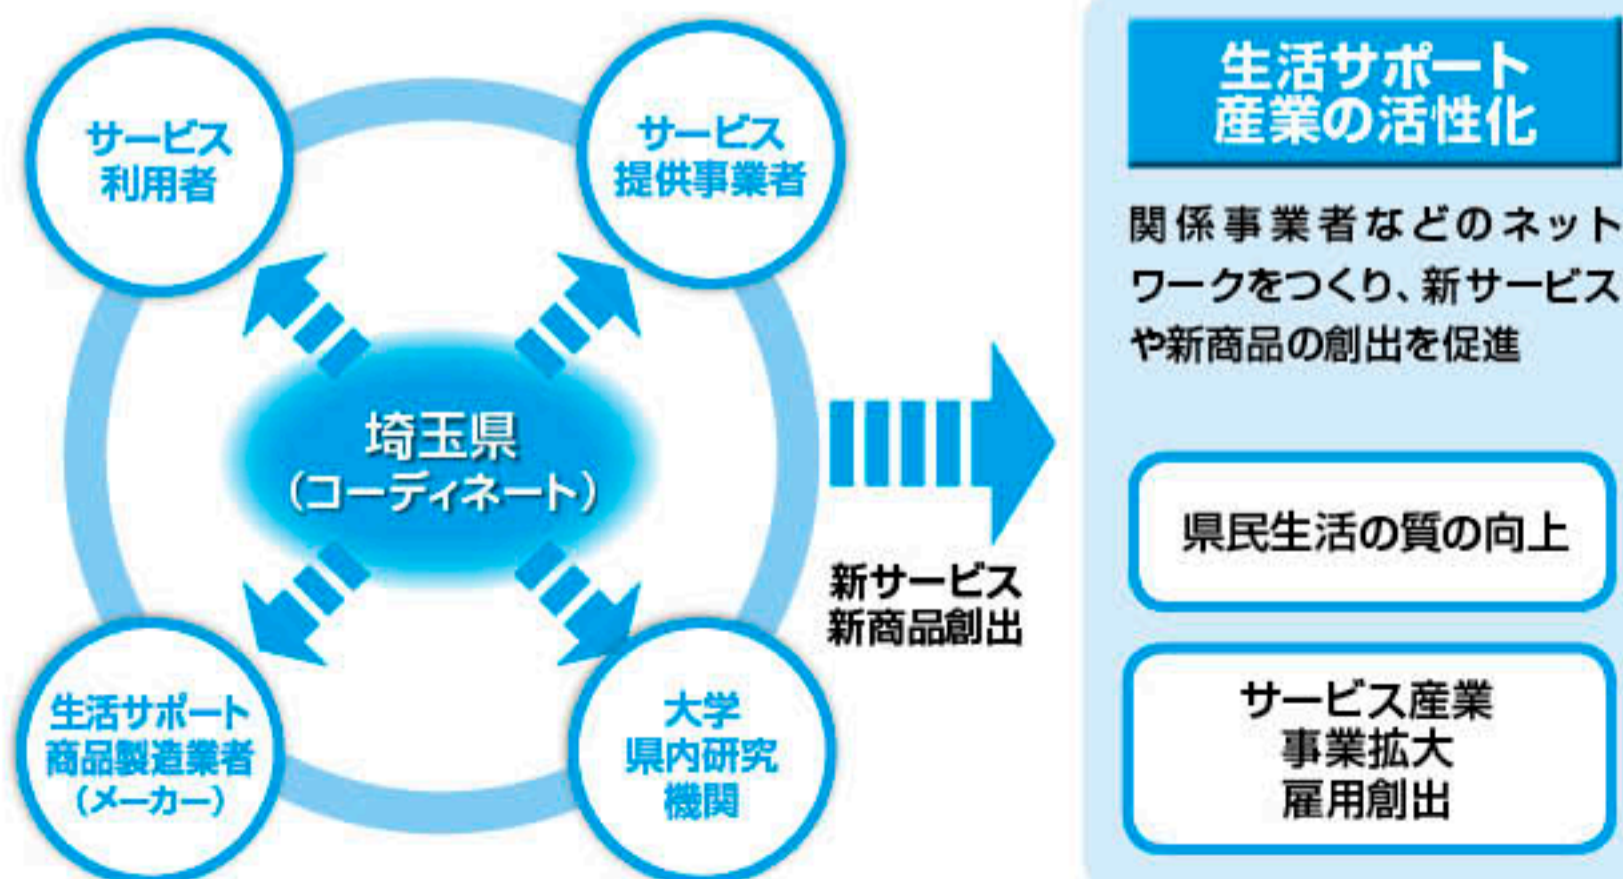 サービス
利用者
サービス
提供事業者
埼玉県
（コーディネート）
生活サポート
商品製造業者
（メーカー）
大学
県内研究
機関
新サービス
新商品創出
生活サポート
産業の活性化
関係事業者などのネット
ワークをつくり、新サービス
や新商品の創出を促進
県民生活の質の向上
サービス産業
事業拡大
雇用創出